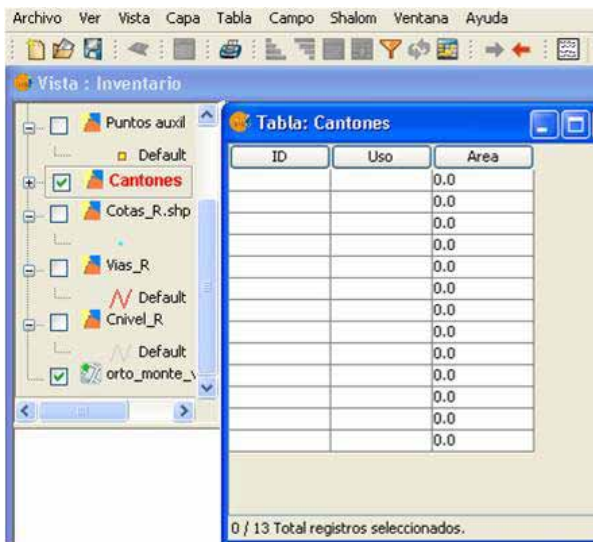 Archivo Ver Vista Capa Tabla Campo Shalom Ventana Ayuda
Vista : Inventario
Puntos auxil
Default
Cantones
Cotas_R.shp
Vias_R
Default
Cnivel_R
Default
orto_monte_v
Tabla: Cantones
ID Uso Area
0.0
0.0
0.0
0.0
0.0
0.0
0.0
0.0
0.0
0.0
0.0
0.0
0.0
0 / 13 Total registros seleccionados.